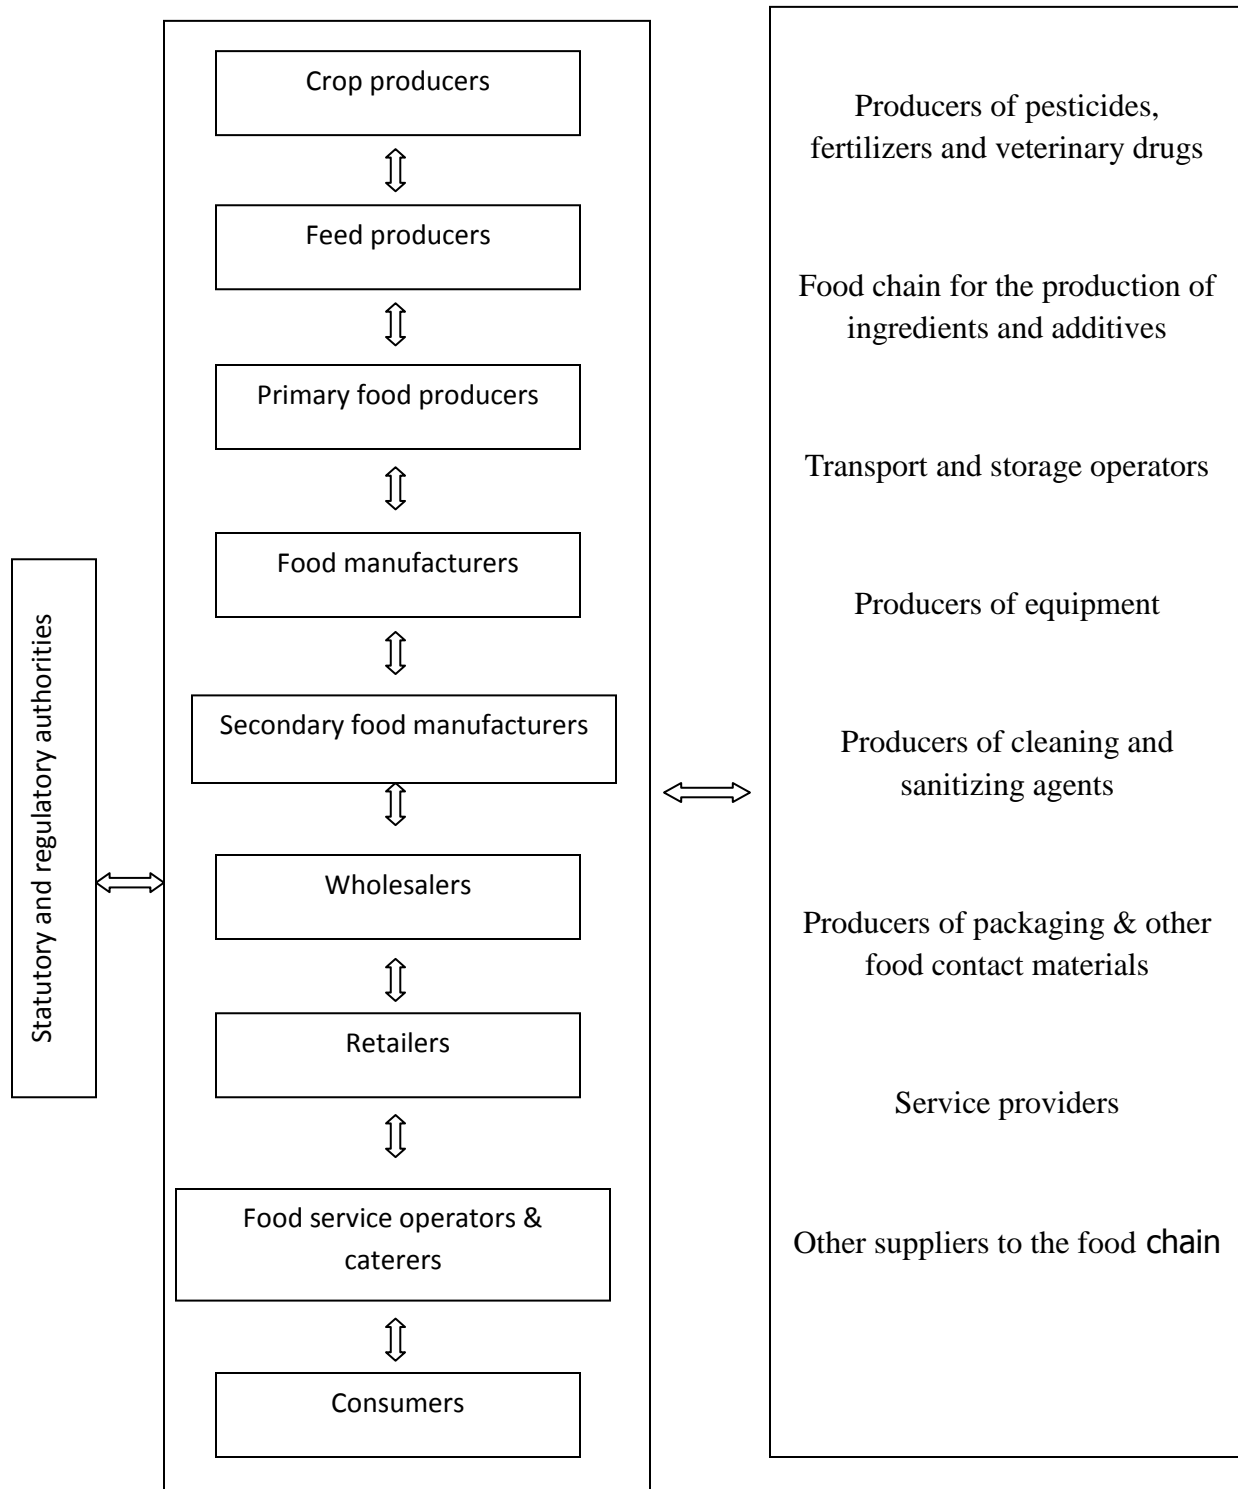 Statutory and regulatory authorities
Crop producers
Feed producers
Primary food producers
Food manufacturers
Secondary food manufacturers
Wholesalers
Retailers
Food service operators &
caterers
Consumers
Producers of pesticides,
fertilizers and veterinary drugs
Food chain for the production of
ingredients and additives
Transport and storage operators
Producers of equipment
Producers of cleaning and
sanitizing agents
Producers of packaging & other
food contact materials
Service providers
Other suppliers to the food chain